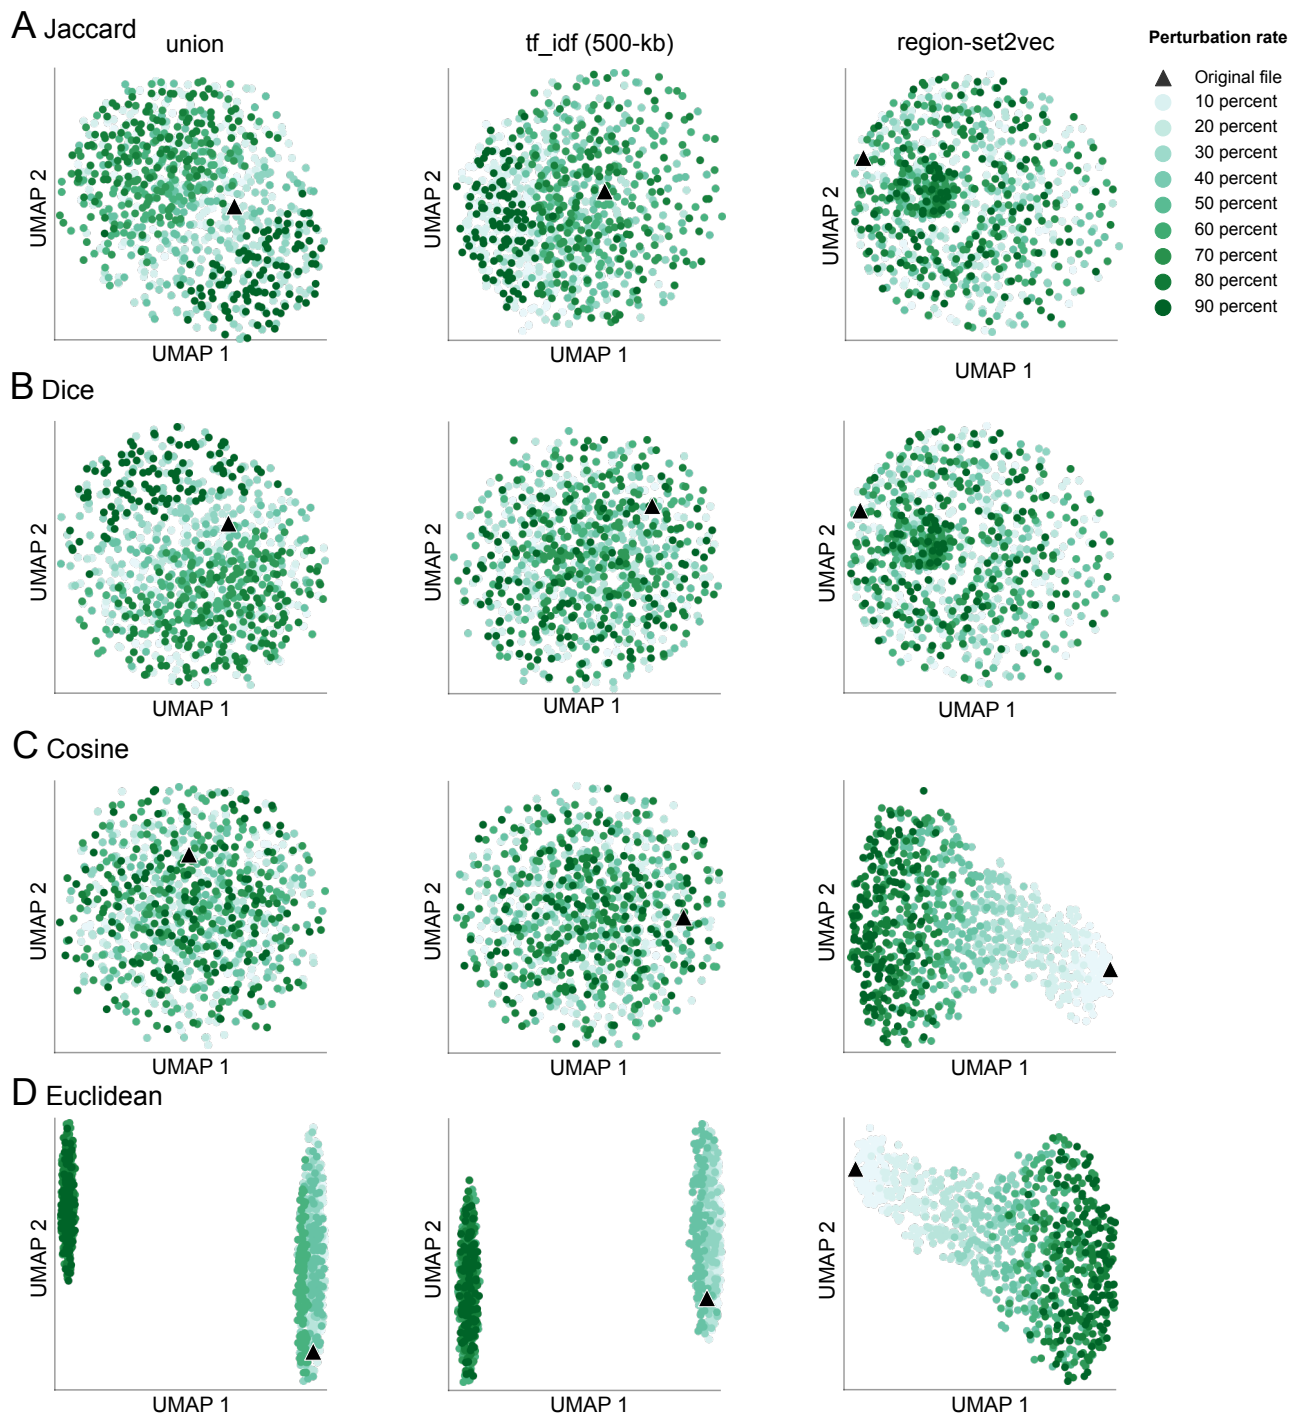 A Jaccard
union
tf_idf (500-kb)
region-set2vec
Perturbation rate
Original file
10 percent
20 percent
30 percent
40 percent
50 percent
60 percent
70 percent
80 percent
90 percent
UMAP 2
UMAP 1
UMAP 2
UMAP 1
UMAP 2
UMAP 1
B Dice
UMAP 2
UMAP 1
UMAP 2
UMAP 1
UMAP 2
UMAP 1
C Cosine
UMAP 2
UMAP 1
UMAP 2
UMAP 1
UMAP 2
UMAP 1
D Euclidean
UMAP 2
UMAP 1
UMAP 2
UMAP 1
UMAP 2
UMAP 1